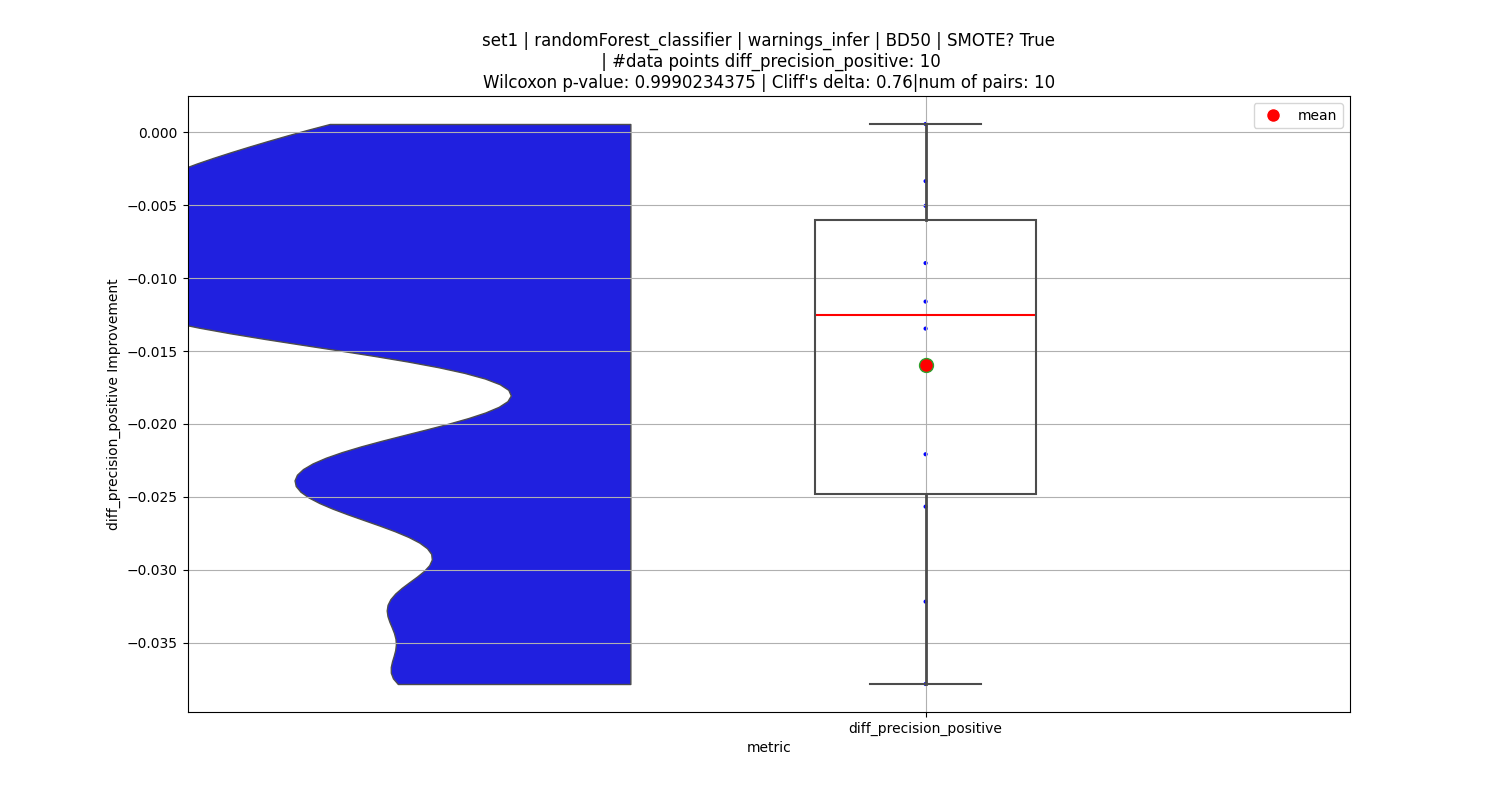 set1 | randomForest_classifier | warnings_infer | BD50 | SMOTE? True
| #data points diff_precision_positive: 10
Wilcoxon p-value: 0.9990234375 | Cliff's delta: 0.76|num of pairs: 10
mean
0.000
−0.005
−0.010
−0.015
−0.020
−0.025
−0.030
−0.035
diff_precision_positive Improvement
diff_precision_positive
metric